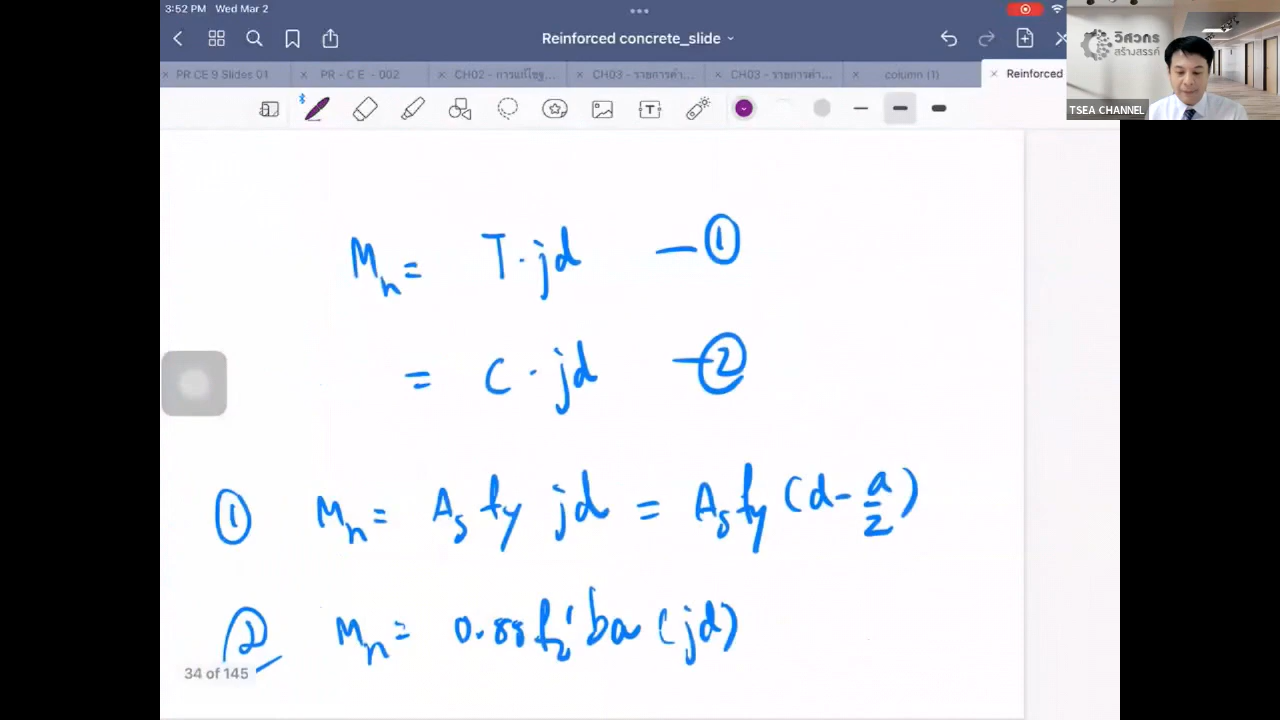 3:52 PM Wed Mar 2
Reinforced concrete_slide
วิศวกร
สร้างสรรค์
TSEA CHANNEL
PR CE 9 Slides 01
PR - C E - 002
CH02 - การแก้ไขฐ...
CH03 - รายการคำ...
CH03 - รายการคำ...
column (1)
Reinforced
Mn = T · jd — ①
= C · jd — ②
① Mn = As fy jd = As fy (d - a/2)
② Mn = 0.85 fc' ba (jd)
34 of 145